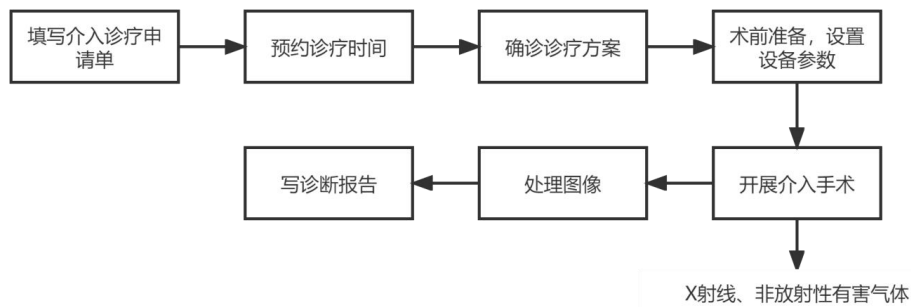 填写介入诊疗申
请单
预约诊疗时间
确诊诊疗方案
术前准备，设置
设备参数
开展介入手术
处理图像
写诊断报告
X射线、非放射性有害气体